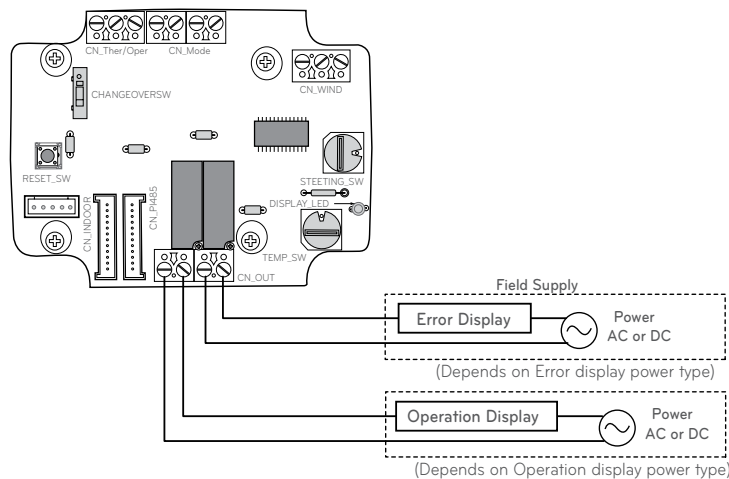 CN_Ther/Oper
CN_Mode
CN_WIND
CHANGEOVERSW
RESET_SW
STEETING_SW
DISPLAY_LED
CN_INDOOR
CN_PI485
TEMP_SW
CN_OUT
Field Supply
Error Display
Power
AC or DC
(Depends on Error display power type)
Operation Display
Power
AC or DC
(Depends on Operation display power type)